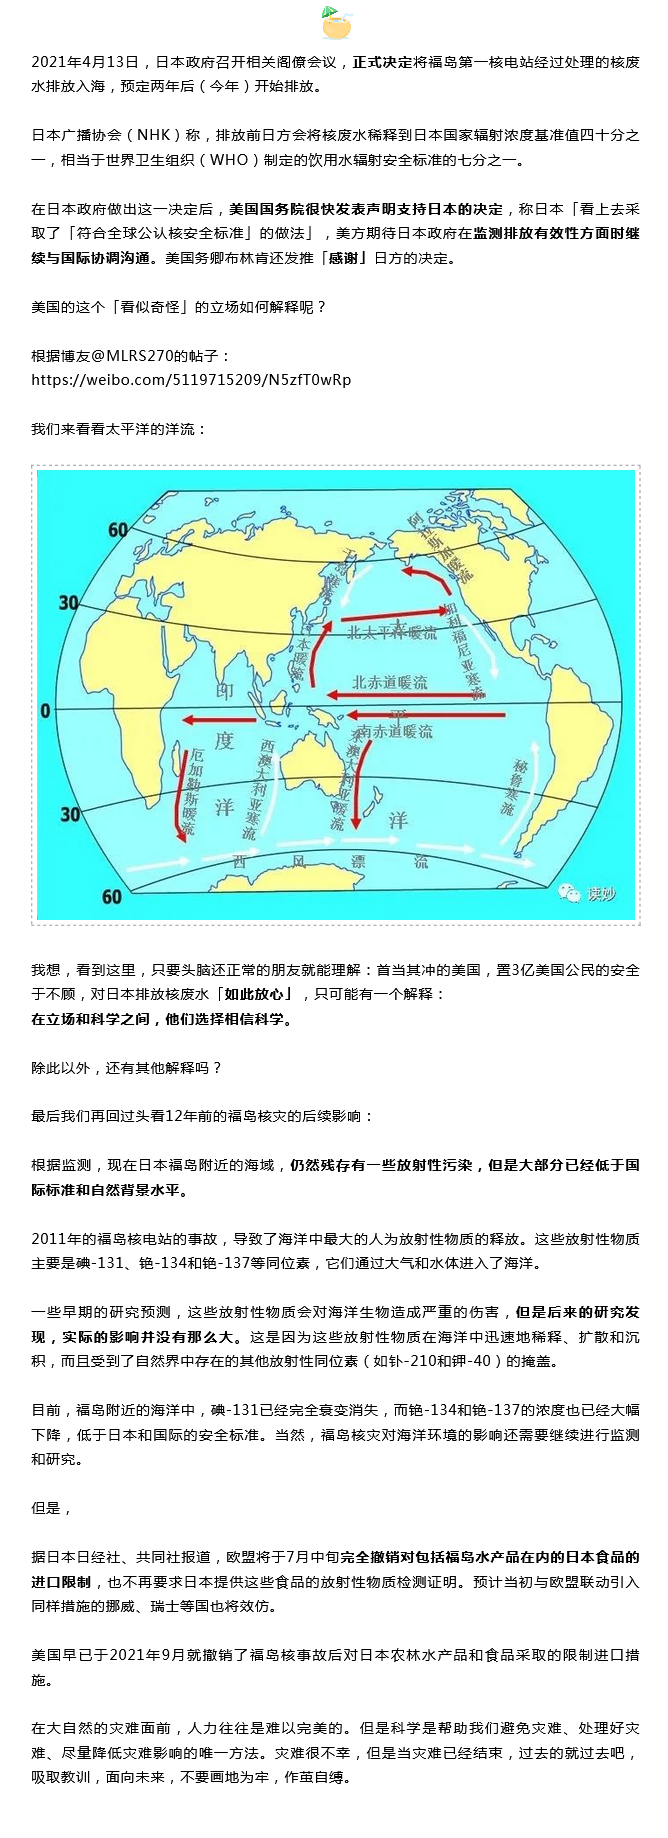 2021年4月13日，日本政府召开相关阁僚会议，正式决定将福岛第一核电站经过处理的核废
水排放入海，预定两年后（今年）开始排放。
日本广播协会（NHK）称，排放前日方会将核废水稀释到日本国家辐射浓度基准值四十分之
一，相当于世界卫生组织（WHO）制定的饮用水辐射安全标准的七分之一。
在日本政府做出这一决定后，美国国务院很快发表声明支持日本的决定，称日本「看上去采
取了「符合全球公认核安全标准」的做法」，美方期待日本政府在监测排放有效性方面时继
续与国际协调沟通。美国务卿布林肯还发推「感谢」日方的决定。
美国的这个「看似奇怪」的立场如何解释呢？
根据博友@MLRS270的帖子：
https://weibo.com/5119715209/N5zfT0wRp
我们来看看太平洋的洋流：
60
30
0
30
60
阿拉斯加暖流
北太平洋暖流
加利福尼亚寒流
日本暖流
北赤道暖流
南赤道暖流
印
度
洋
太
平
洋
厄加勒斯暖流
西澳大利亚寒流
东澳大利亚暖流
秘鲁寒流
西 风 漂 流
读妙
我想，看到这里，只要头脑还正常的朋友就能理解：首当其冲的美国，置3亿美国公民的安全
于不顾，对日本排放核废水「如此放心」，只可能有一个解释：
在立场和科学之间，他们选择相信科学。
除此以外，还有其他解释吗？
最后我们再回过头看12年前的福岛核灾的后续影响：
根据监测，现在日本福岛附近的海域，仍然残存有一些放射性污染，但是大部分已经低于国
际标准和自然背景水平。
2011年的福岛核电站的事故，导致了海洋中最大的人为放射性物质的释放。这些放射性物质
主要是碘-131、铯-134和铯-137等同位素，它们通过大气和水体进入了海洋。
一些早期的研究预测，这些放射性物质会对海洋生物造成严重的伤害，但是后来的研究发
现，实际的影响并没有那么大。这是因为这些放射性物质在海洋中迅速地稀释、扩散和沉
积，而且受到了自然界中存在的其他放射性同位素（如钋-210和钾-40）的掩盖。
目前，福岛附近的海洋中，碘-131已经完全衰变消失，而铯-134和铯-137的浓度也已经大幅
下降，低于日本和国际的安全标准。当然，福岛核灾对海洋环境的影响还需要继续进行监测
和研究。
但是，
据日本日经社、共同社报道，欧盟将于7月中旬完全撤销对包括福岛水产品在内的日本食品的
进口限制，也不再要求日本提供这些食品的放射性物质检测证明。预计当初与欧盟联动引入
同样措施的挪威、瑞士等国也将效仿。
美国早已于2021年9月就撤销了福岛核事故后对日本农林水产品和食品采取的限制进口措
施。
在大自然的灾难面前，人力往往是难以完美的。但是科学是帮助我们避免灾难、处理好灾
难、尽量降低灾难影响的唯一方法。灾难很不幸，但是当灾难已经结束，过去的就过去吧，
吸取教训，面向未来，不要画地为牢，作茧自缚。